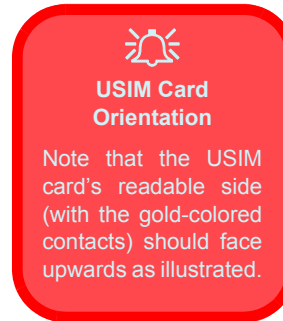 USIM Card
Orientation
Note that the USIM
card's readable side
(with the gold-colored
contacts) should face
upwards as illustrated.